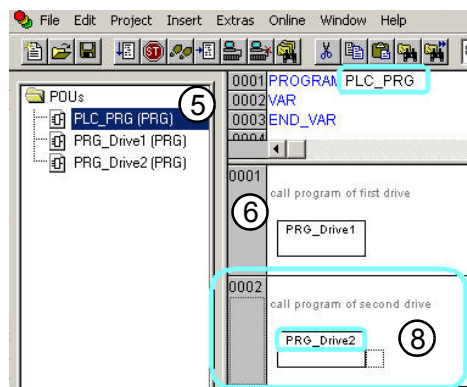 File Edit Project Insert Extras Online Window Help
POUs
5
PLC_PRG (PRG)
PRG_Drive1 (PRG)
PRG_Drive2 (PRG)
0001 PROGRAM PLC_PRG
0002 VAR
0003 END_VAR
0004
0001
call program of first drive
6
PRG_Drive1
0002
call program of second drive
PRG_Drive2
8